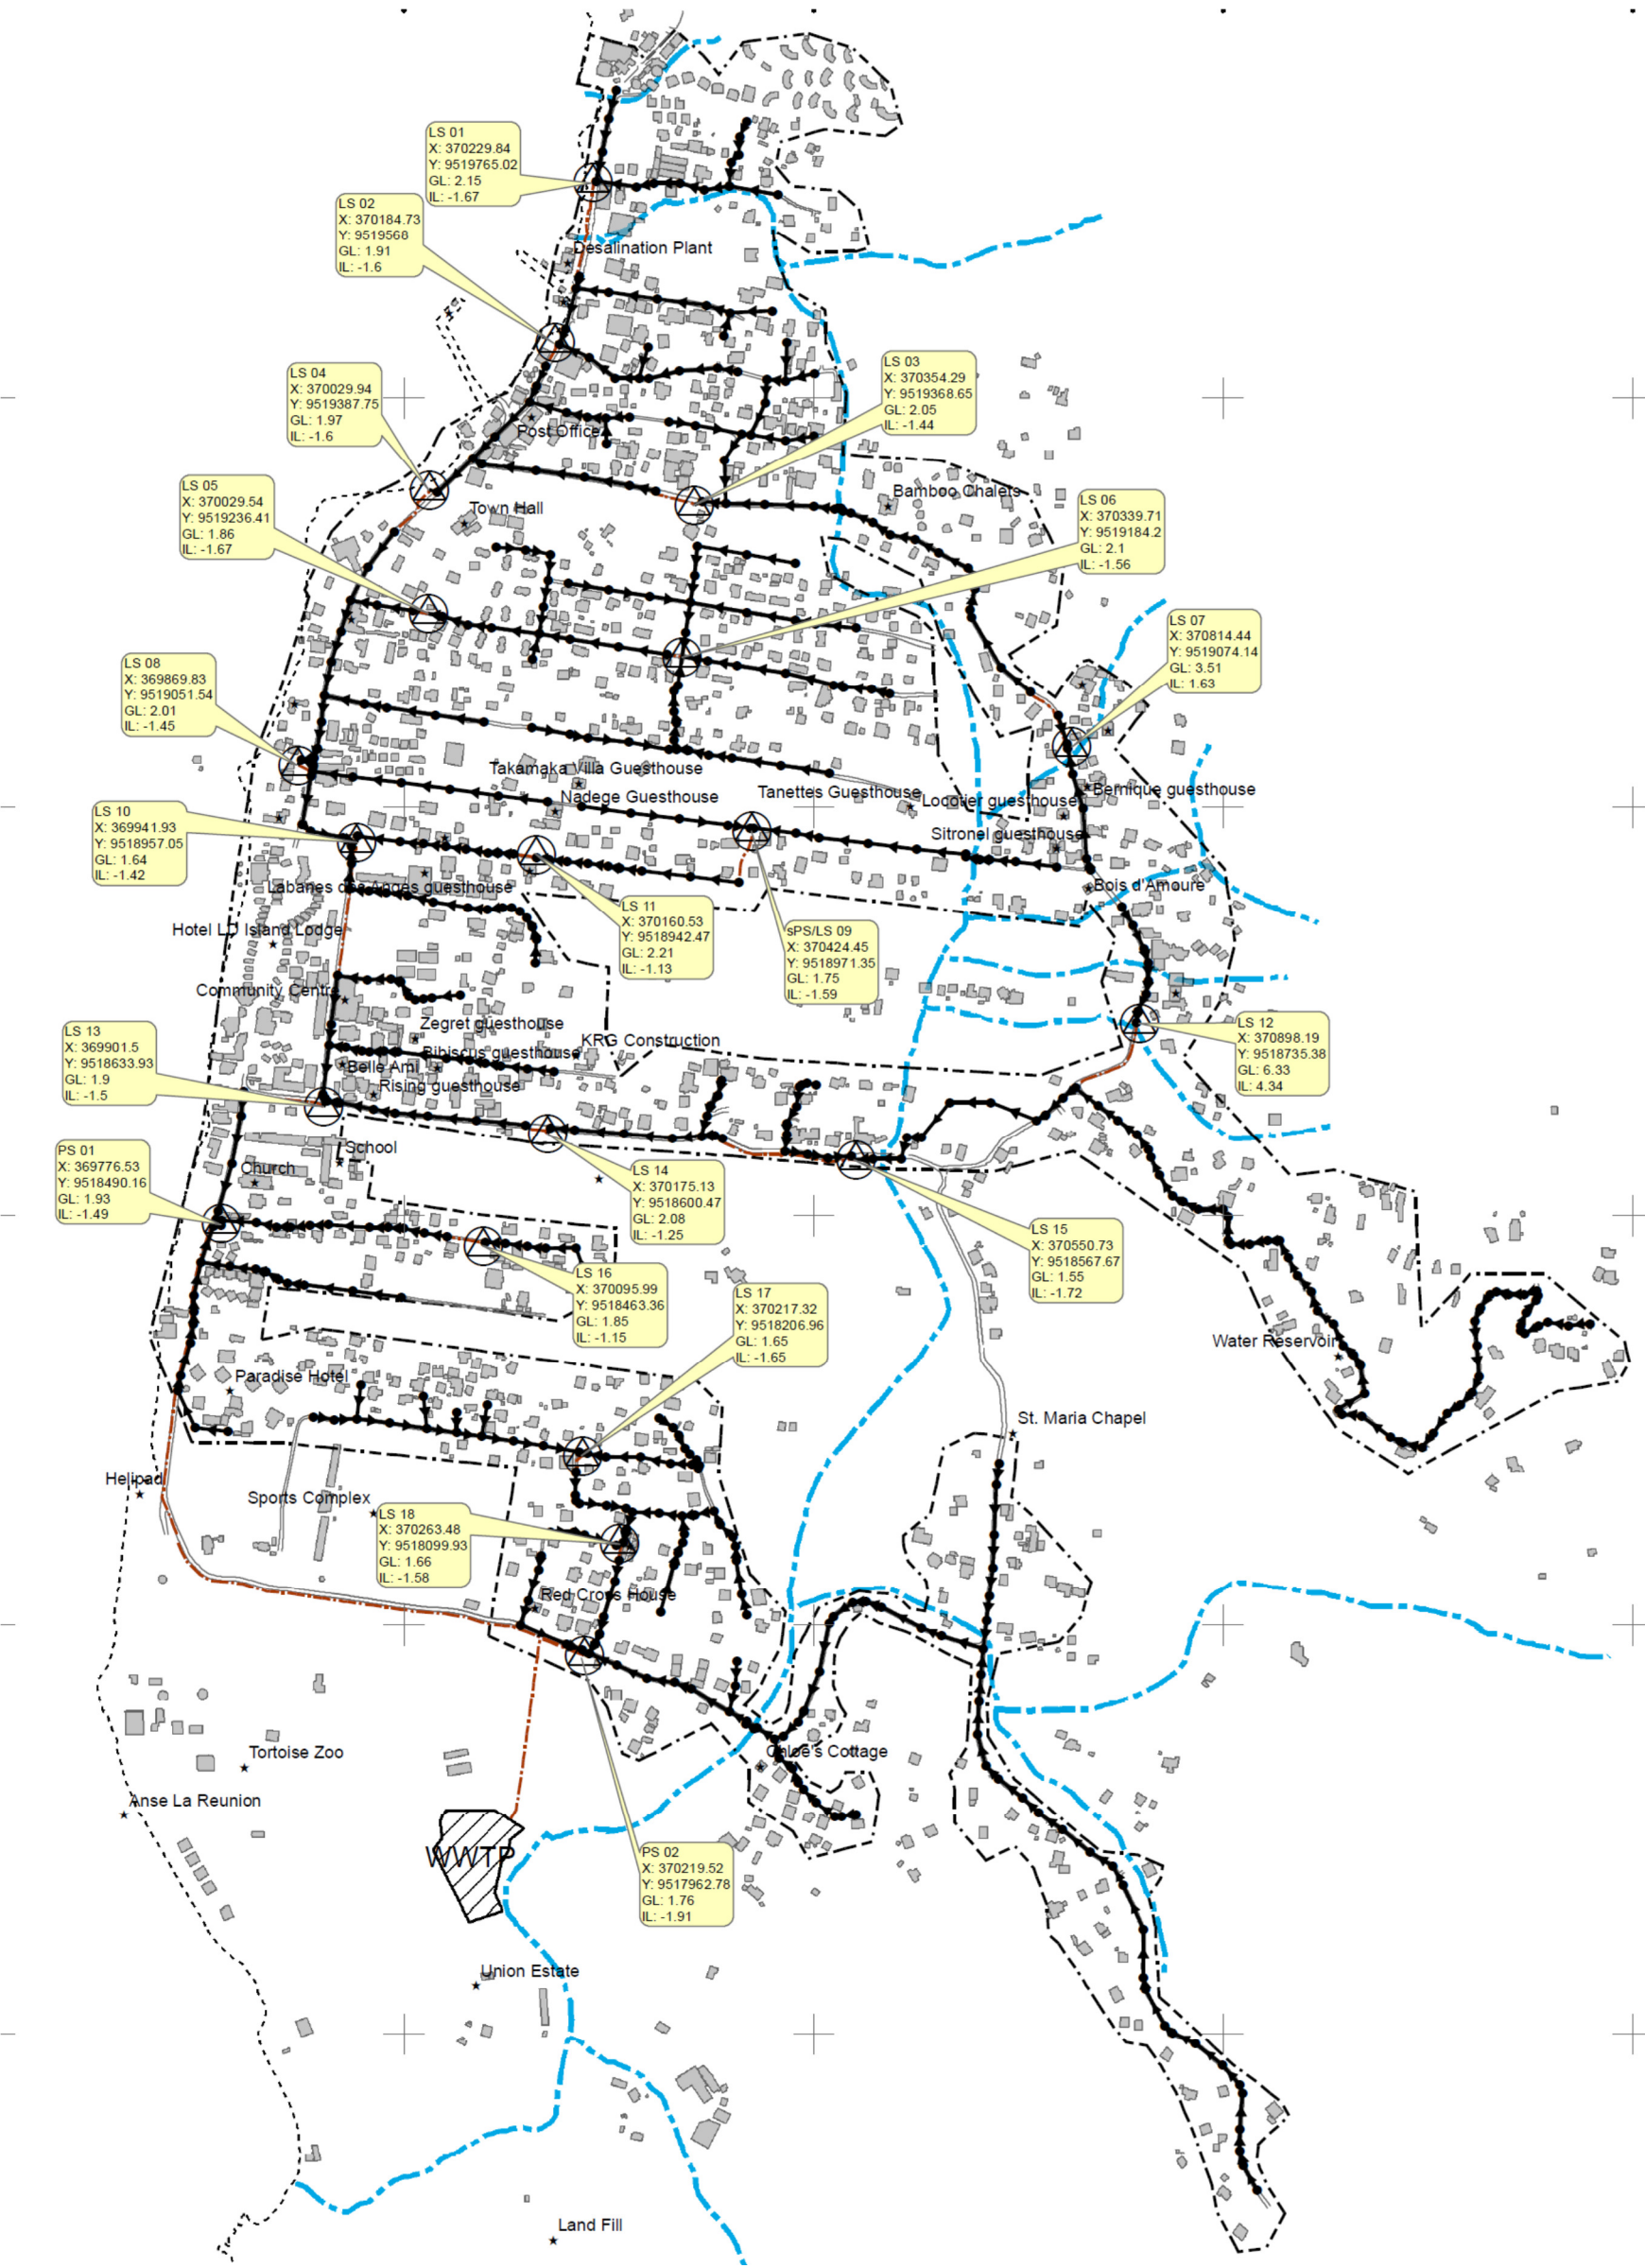 LS 01
X: 370229.84
Y: 9519765.02
GL: 2.15
IL: -1.67
LS 02
X: 370184.73
Y: 9519568
GL: 1.91
IL: -1.6
Desalination Plant
LS 04
X: 370029.94
Y: 9519387.75
GL: 1.97
IL: -1.6
LS 03
X: 370354.29
Y: 9519368.65
GL: 2.05
IL: -1.44
Post Office
LS 05
X: 370029.54
Y: 9519236.41
GL: 1.86
IL: -1.67
Town Hall
Bamboo Chalets
LS 06
X: 370339.71
Y: 9519184.2
GL: 2.1
IL: -1.56
LS 07
X: 370814.44
Y: 9519074.14
GL: 3.51
IL: 1.63
LS 08
X: 369869.83
Y: 9519051.54
GL: 2.01
IL: -1.45
Takamaka Villa Guesthouse
Nadege Guesthouse
Tanettes Guesthouse
Locotier guesthouse
Bernique guesthouse
Sitronel guesthouse
LS 10
X: 369941.93
Y: 9518957.05
GL: 1.64
IL: -1.42
Labanes des Anges guesthouse
Bois d'Amoure
LS 11
X: 370160.53
Y: 9518942.47
GL: 2.21
IL: -1.13
sPS/LS 09
X: 370424.45
Y: 9518971.35
GL: 1.75
IL: -1.59
Hotel LD Island Lodge
Community Centre
Zegret guesthouse
Bibiscus guesthouse
KRG Construction
Belle Ami
Rising guesthouse
LS 13
X: 369901.5
Y: 9518633.93
GL: 1.9
IL: -1.5
LS 12
X: 370898.19
Y: 9518735.38
GL: 6.33
IL: 4.34
School
Church
PS 01
X: 369776.53
Y: 9518490.16
GL: 1.93
IL: -1.49
LS 14
X: 370175.13
Y: 9518600.47
GL: 2.08
IL: -1.25
LS 15
X: 370550.73
Y: 9518567.67
GL: 1.55
IL: -1.72
LS 16
X: 370095.99
Y: 9518463.36
GL: 1.85
IL: -1.15
LS 17
X: 370217.32
Y: 9518206.96
GL: 1.65
IL: -1.65
Water Reservoir
Paradise Hotel
St. Maria Chapel
Helipad
Sports Complex
LS 18
X: 370263.48
Y: 9518099.93
GL: 1.66
IL: -1.58
Red Cross House
Chloe's Cottage
Tortoise Zoo
Anse La Reunion
WWTP
PS 02
X: 370219.52
Y: 9517962.78
GL: 1.76
IL: -1.91
Union Estate
Land Fill